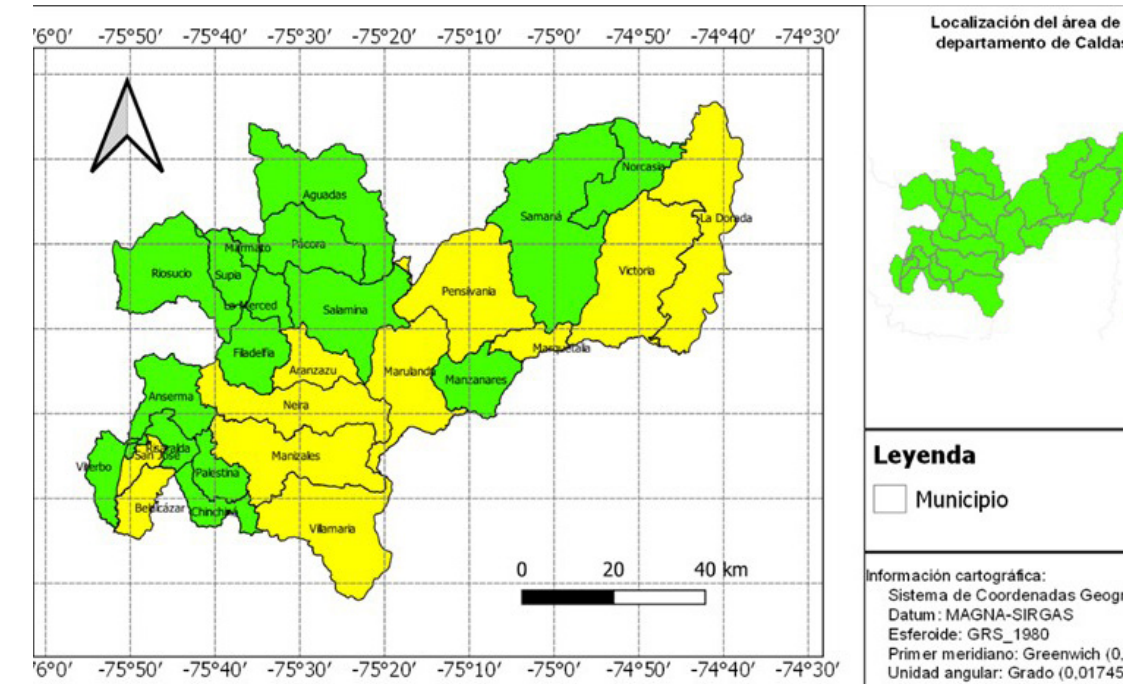 Localización del área de
departamento de Caldas
6°0' -75°50' -75°40' -75°30' -75°20' -75°10' -75°0' -74°50' -74°40' -74°30'
Aguadas
Norcasia
Samaná
La Dorada
Marmato Pácora
Riosucio Supía Victoria
Pensilvania
La Merced Salamina
Filadelfia Marquetalia
Aranzazu Marulanda Manzanares
Anserma Neira
Risaralda
San José Manizales
Viterbo Palestina
Belalcázar Chinchiná
Villamaría
0 20 40 km
6°0' -75°50' -75°40' -75°30' -75°20' -75°10' -75°0' -74°50' -74°40' -74°30'
Leyenda
Municipio
Información cartográfica:
Sistema de Coordenadas Geogr
Datum: MAGNA-SIRGAS
Esferoide: GRS_1980
Primer meridiano: Greenwich (0,
Unidad angular: Grado (0,01745